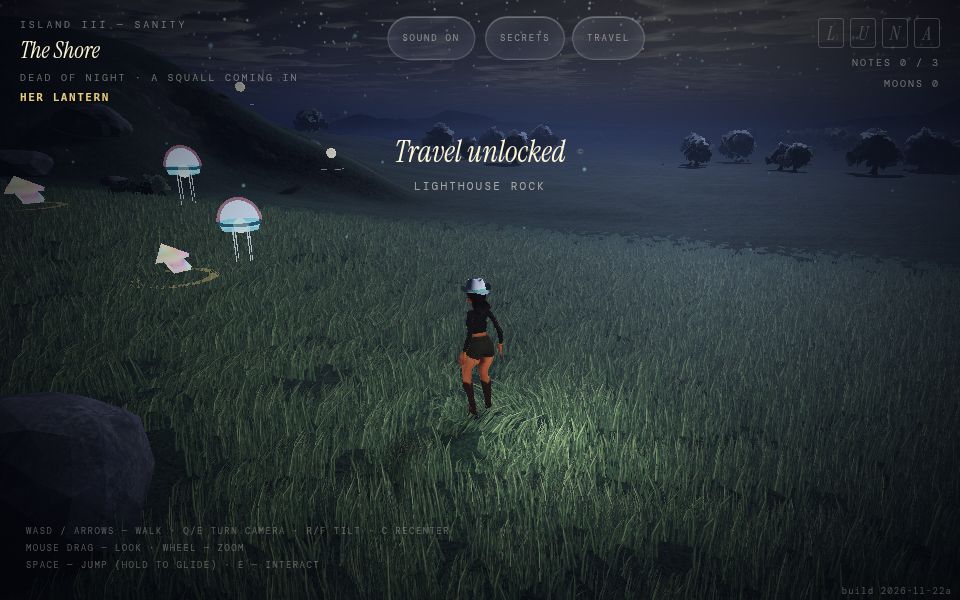 ISLAND III — SANITY
The Shore
DEAD OF NIGHT · A SQUALL COMING IN
HER LANTERN
SOUND ON
SECRETS
TRAVEL
L U N A
NOTES 0 / 3
MOONS 0
Travel unlocked
LIGHTHOUSE ROCK
WASD / ARROWS — WALK · Q/E TURN CAMERA · R/F TILT · C RECENTER
MOUSE DRAG — LOOK · WHEEL — ZOOM
SPACE — JUMP (HOLD TO GLIDE) · E — INTERACT
build 2026-11-22a